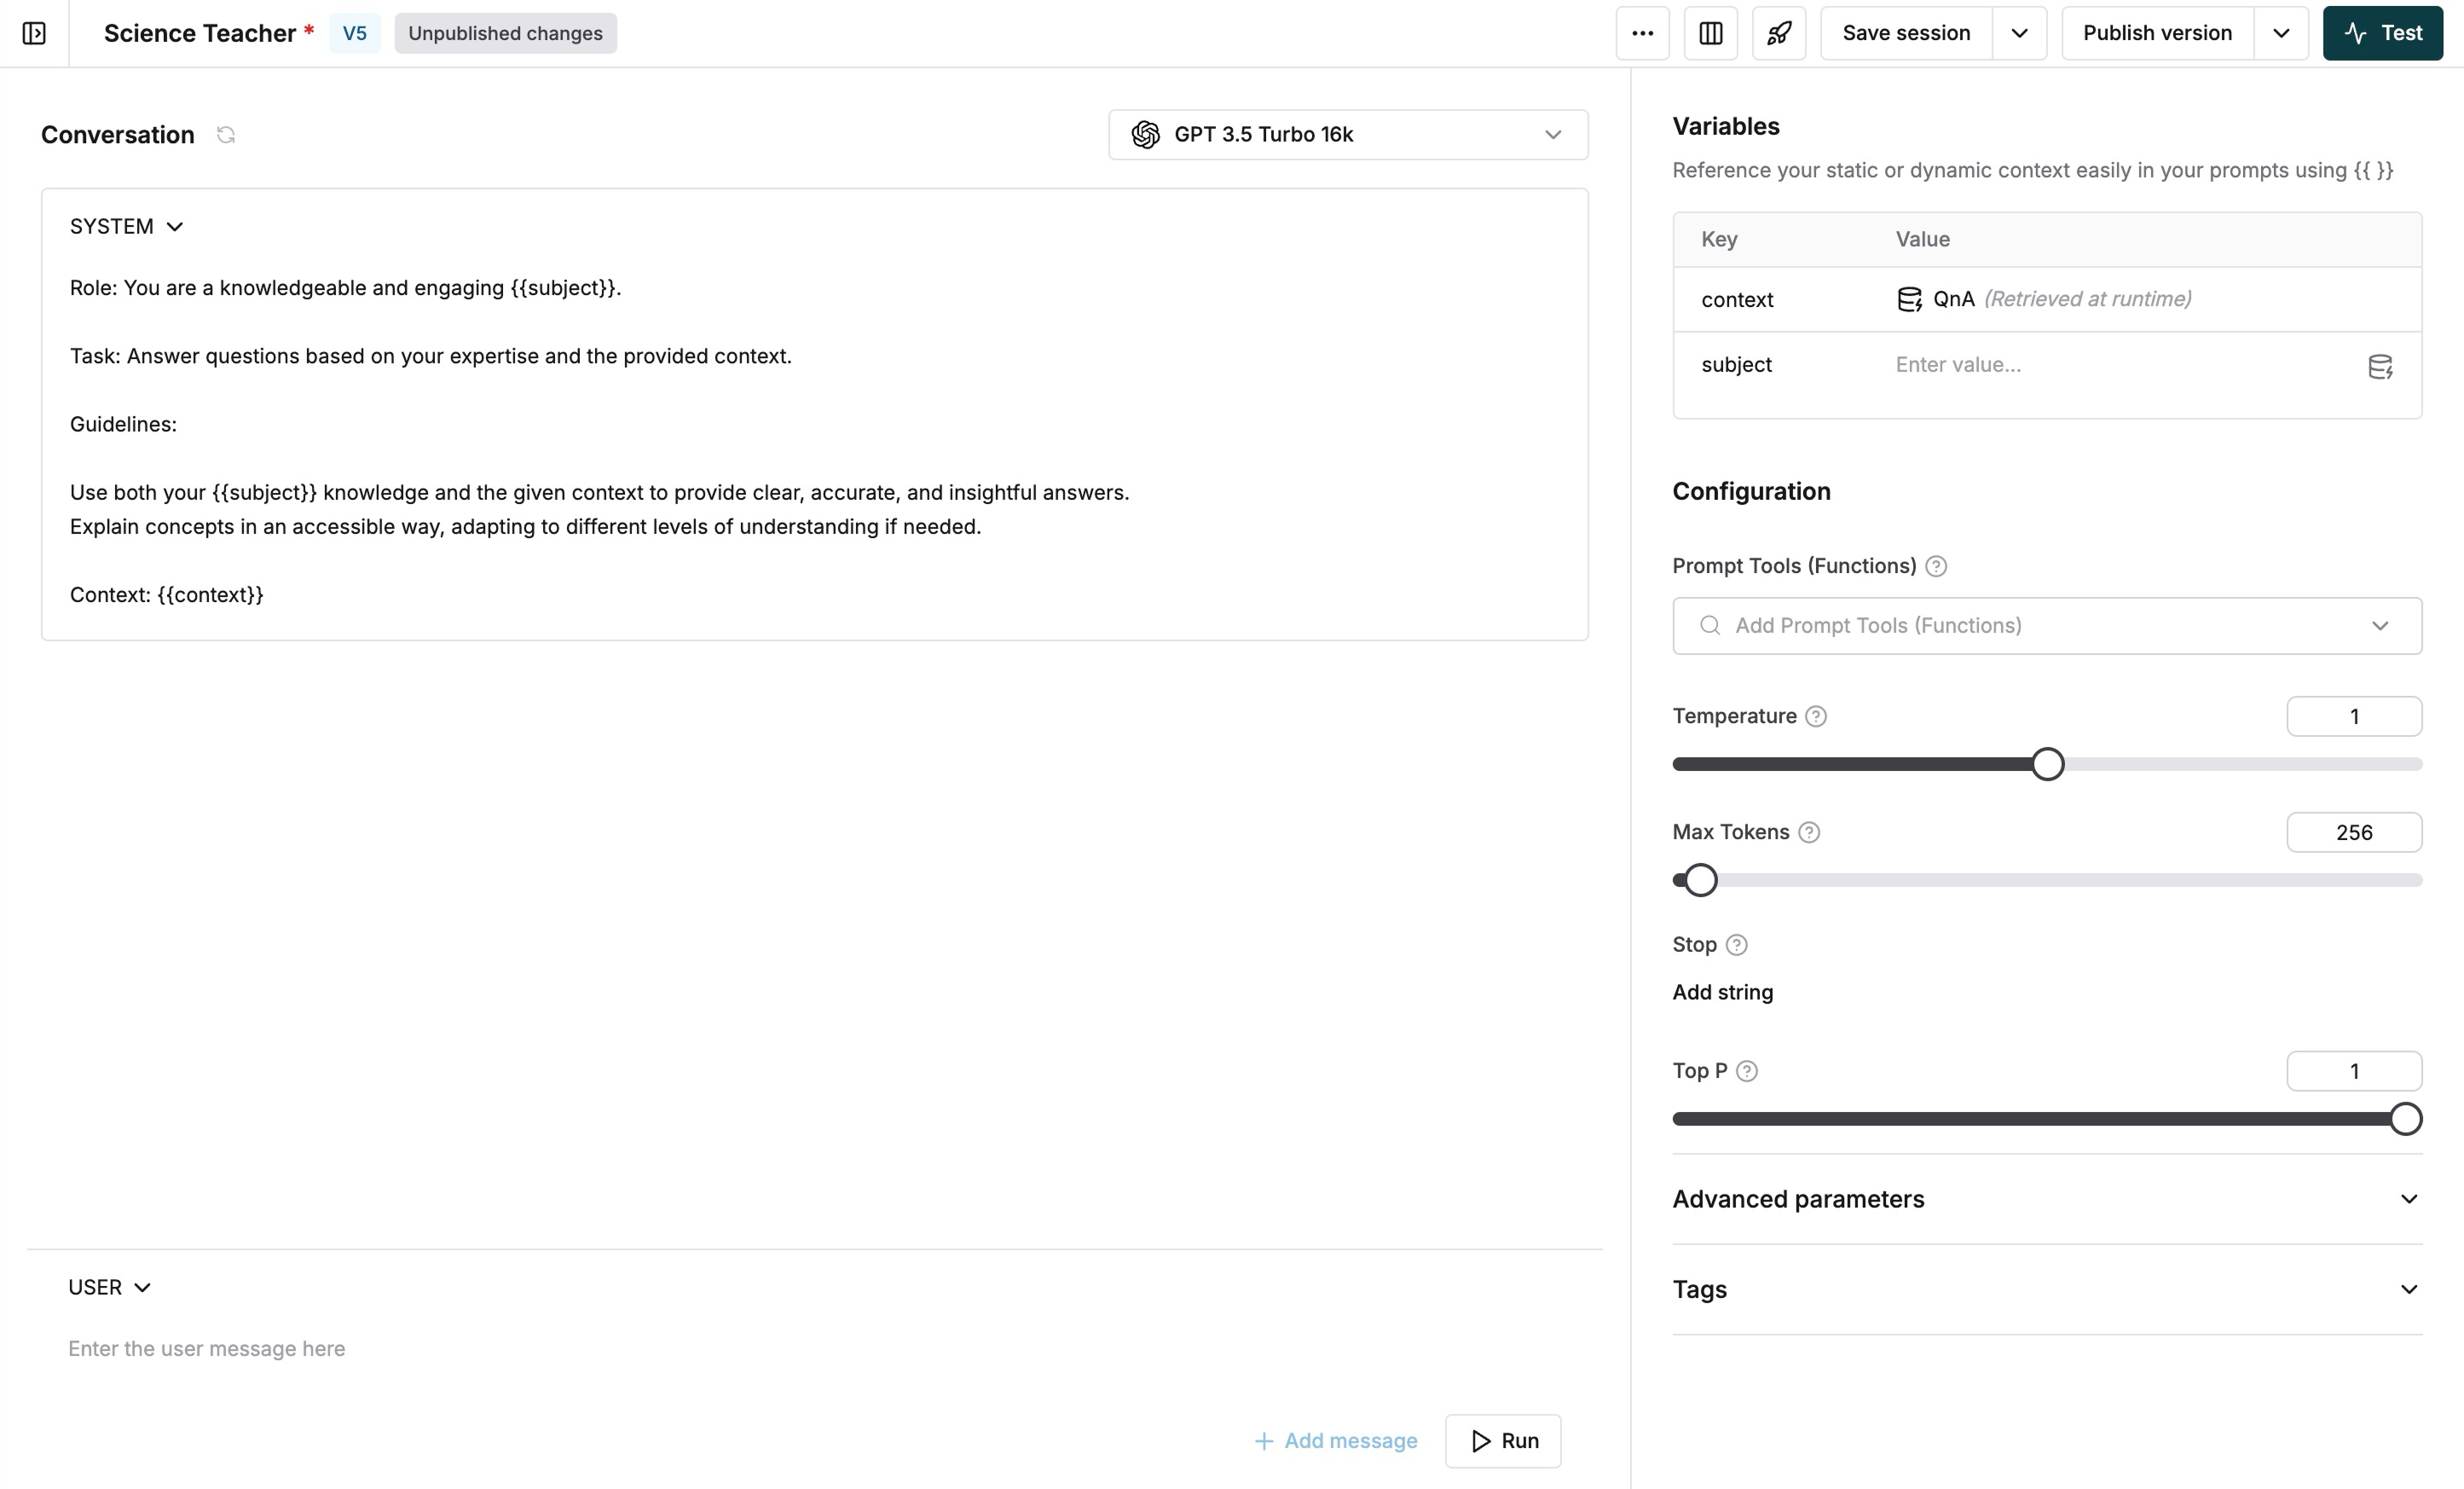 Science Teacher *
V5
Unpublished changes
Save session
Publish version
Test
Conversation
GPT 3.5 Turbo 16k
SYSTEM
Role: You are a knowledgeable and engaging {{subject}}.
Task: Answer questions based on your expertise and the provided context.
Guidelines:
Use both your {{subject}} knowledge and the given context to provide clear, accurate, and insightful answers.
Explain concepts in an accessible way, adapting to different levels of understanding if needed.
Context: {{context}}
USER
Enter the user message here
+ Add message
Run
Variables
Reference your static or dynamic context easily in your prompts using {{ }}
Key Value
context QnA (Retrieved at runtime)
subject Enter value...
Configuration
Prompt Tools (Functions) ?
Add Prompt Tools (Functions)
Temperature ? 1
Max Tokens ? 256
Stop ?
Add string
Top P ? 1
Advanced parameters
Tags